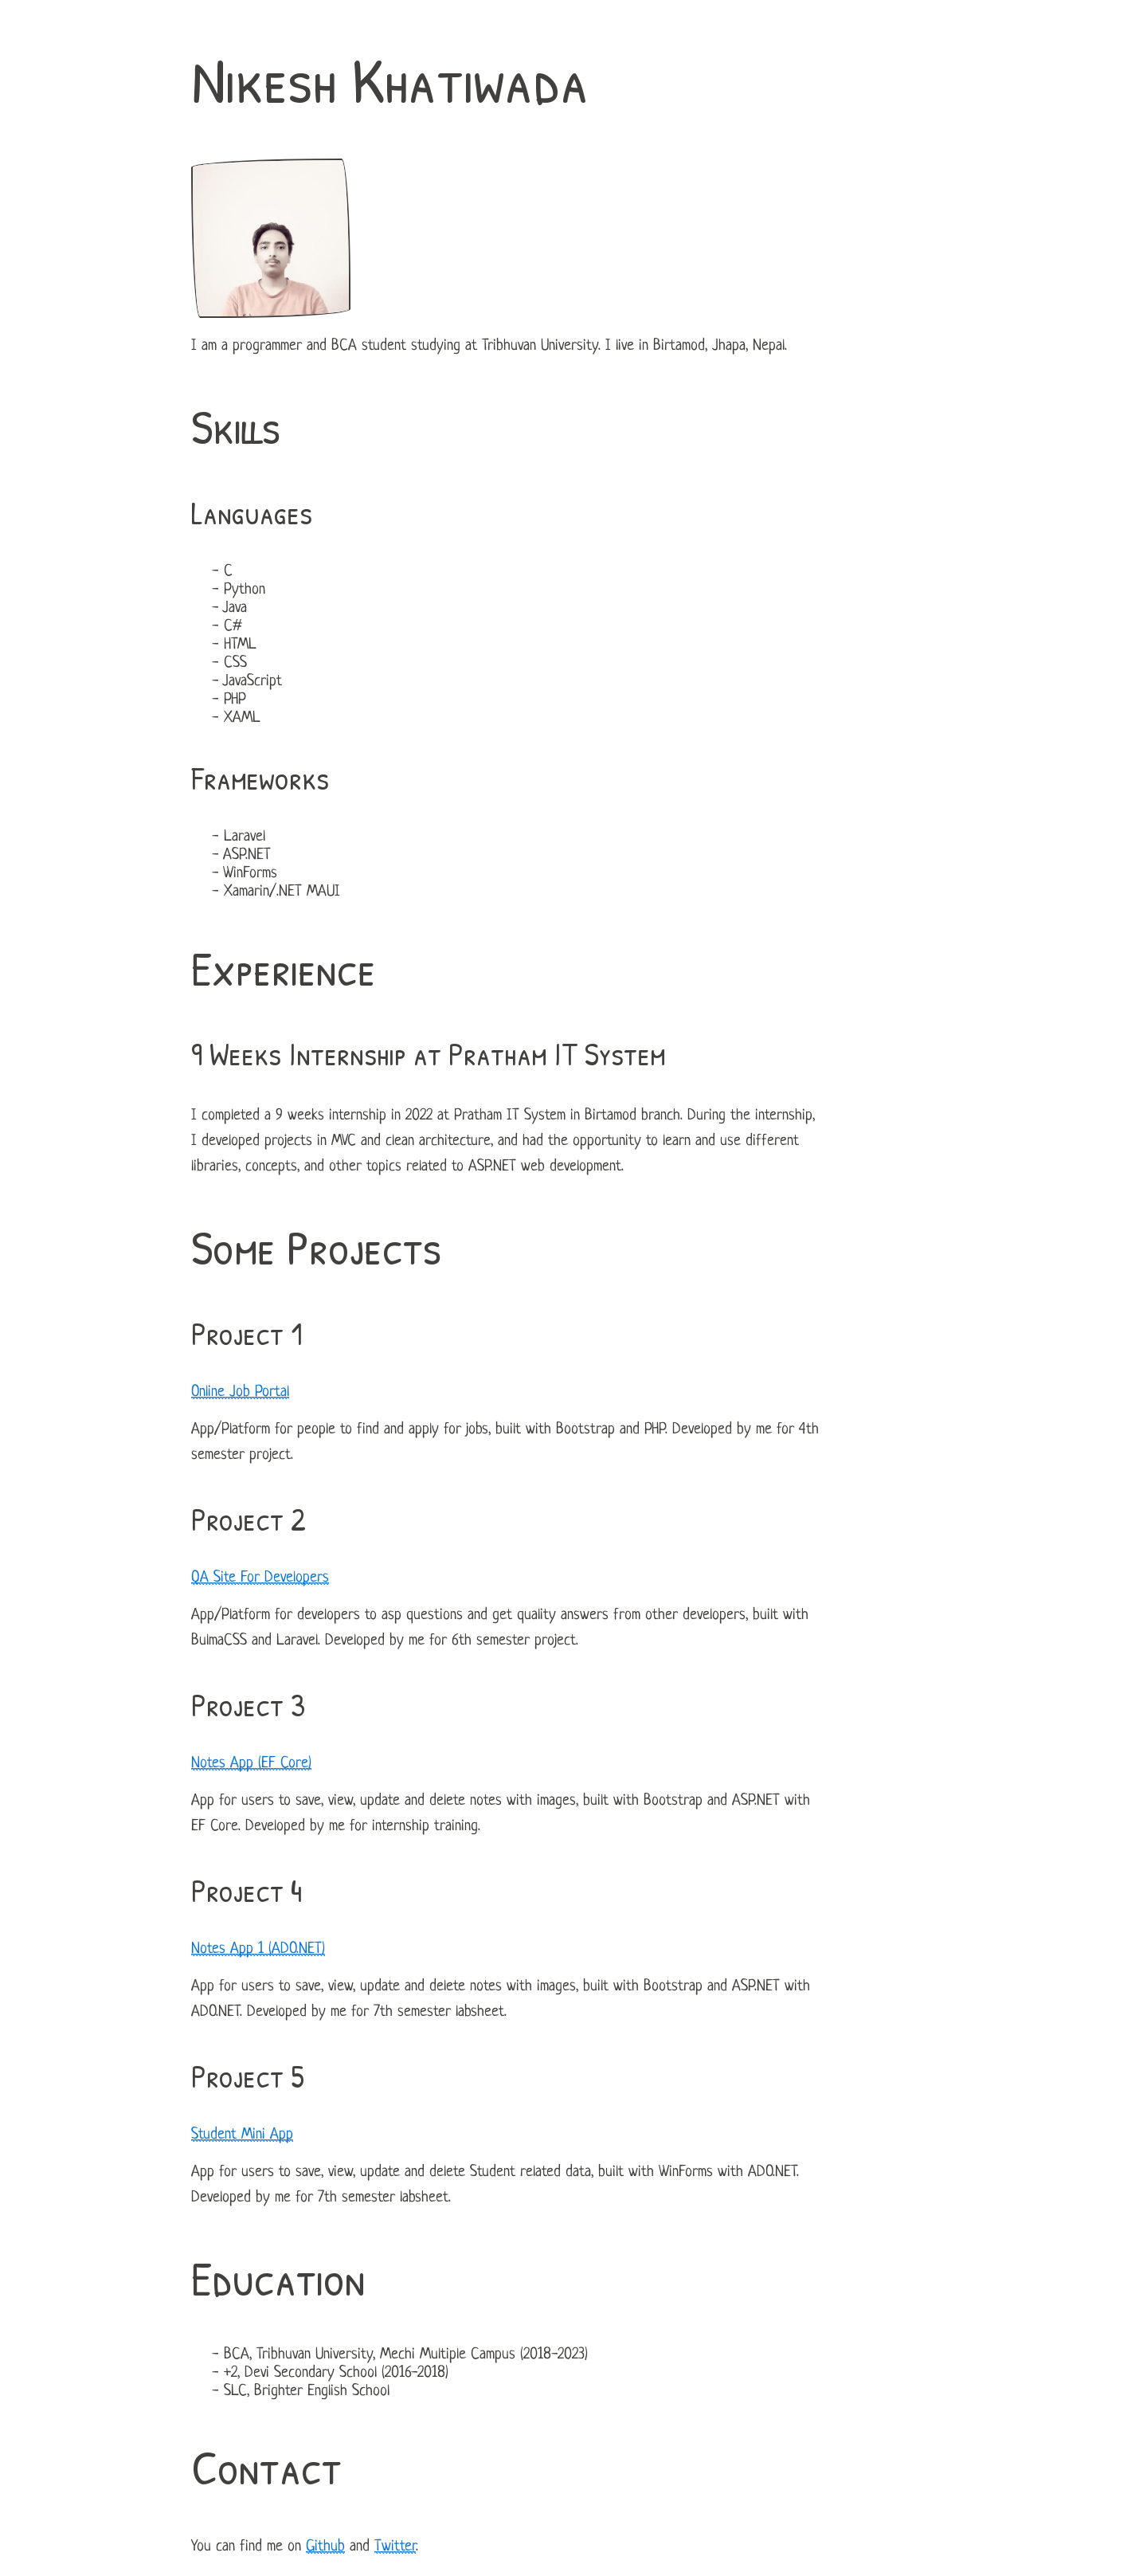 Nikesh Khatiwada
I am a programmer and BCA student studying at Tribhuvan University. I live in Birtamod, Jhapa, Nepal.
Skills
Languages
- C
- Python
- Java
- C#
- HTML
- CSS
- JavaScript
- PHP
- XAML
Frameworks
- Laravel
- ASP.NET
- WinForms
- Xamarin/.NET MAUI
Experience
9 Weeks Internship at Pratham IT System
I completed a 9 weeks internship in 2022 at Pratham IT System in Birtamod branch. During the internship,
I developed projects in MVC and clean architecture, and had the opportunity to learn and use different
libraries, concepts, and other topics related to ASP.NET web development.
Some Projects
Project 1
Online Job Portal
App/Platform for people to find and apply for jobs, built with Bootstrap and PHP. Developed by me for 4th
semester project.
Project 2
QA Site For Developers
App/Platform for developers to asp questions and get quality answers from other developers, built with
BulmaCSS and Laravel. Developed by me for 6th semester project.
Project 3
Notes App (EF Core)
App for users to save, view, update and delete notes with images, built with Bootstrap and ASP.NET with
EF Core. Developed by me for internship training.
Project 4
Notes App 1 (ADO.NET)
App for users to save, view, update and delete notes with images, built with Bootstrap and ASP.NET with
ADO.NET. Developed by me for 7th semester labsheet.
Project 5
Student Mini App
App for users to save, view, update and delete Student related data, built with WinForms with ADO.NET.
Developed by me for 7th semester labsheet.
Education
- BCA, Tribhuvan University, Mechi Multiple Campus (2018-2023)
- +2, Devi Secondary School (2016-2018)
- SLC, Brighter English School
Contact
You can find me on Github and Twitter.